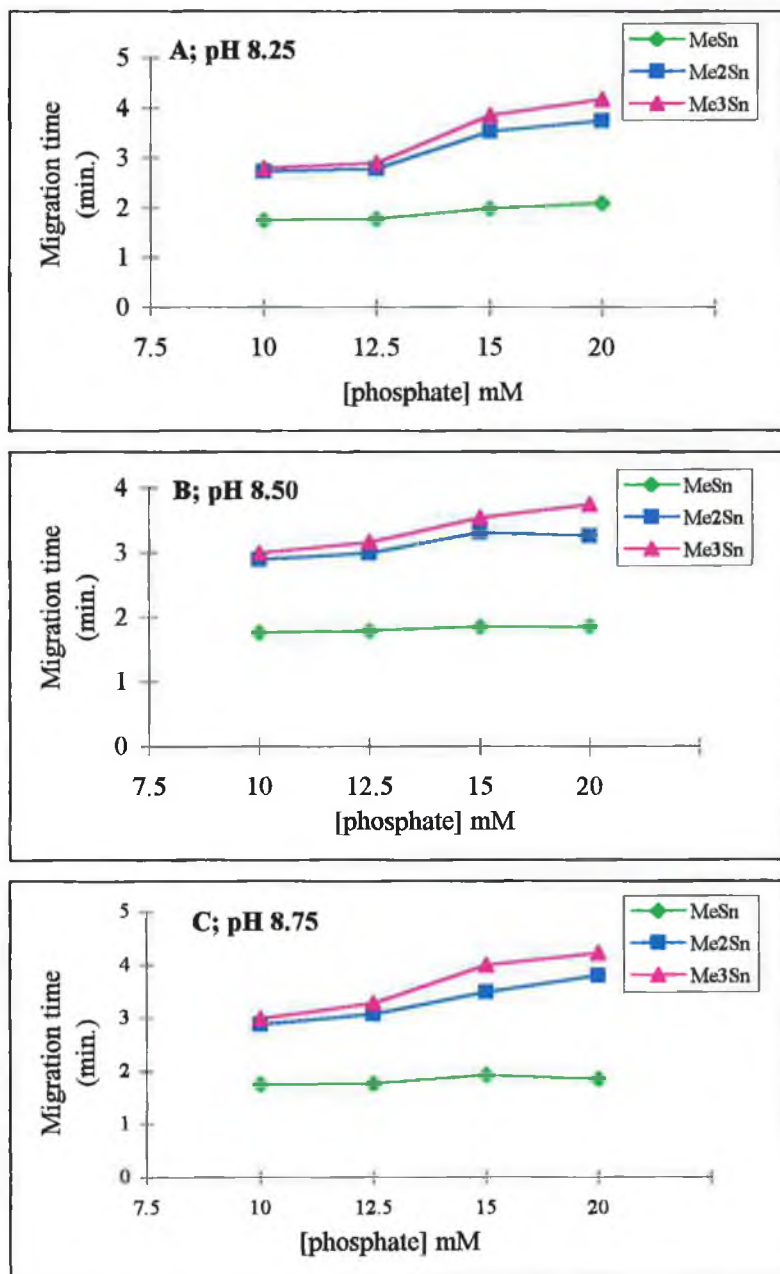 A; pH 8.25
MeSn
Me2Sn
Me3Sn
Migration time
(min.)
5
4
3
2
1
0
7.5 10 12.5 15 20
[phosphate] mM
B; pH 8.50
MeSn
Me2Sn
Me3Sn
Migration time
(min.)
4
3
2
1
0
7.5 10 12.5 15 20
[phosphate] mM
C; pH 8.75
MeSn
Me2Sn
Me3Sn
Migration time
(min.)
5
4
3
2
1
0
7.5 10 12.5 15 20
[phosphate] mM